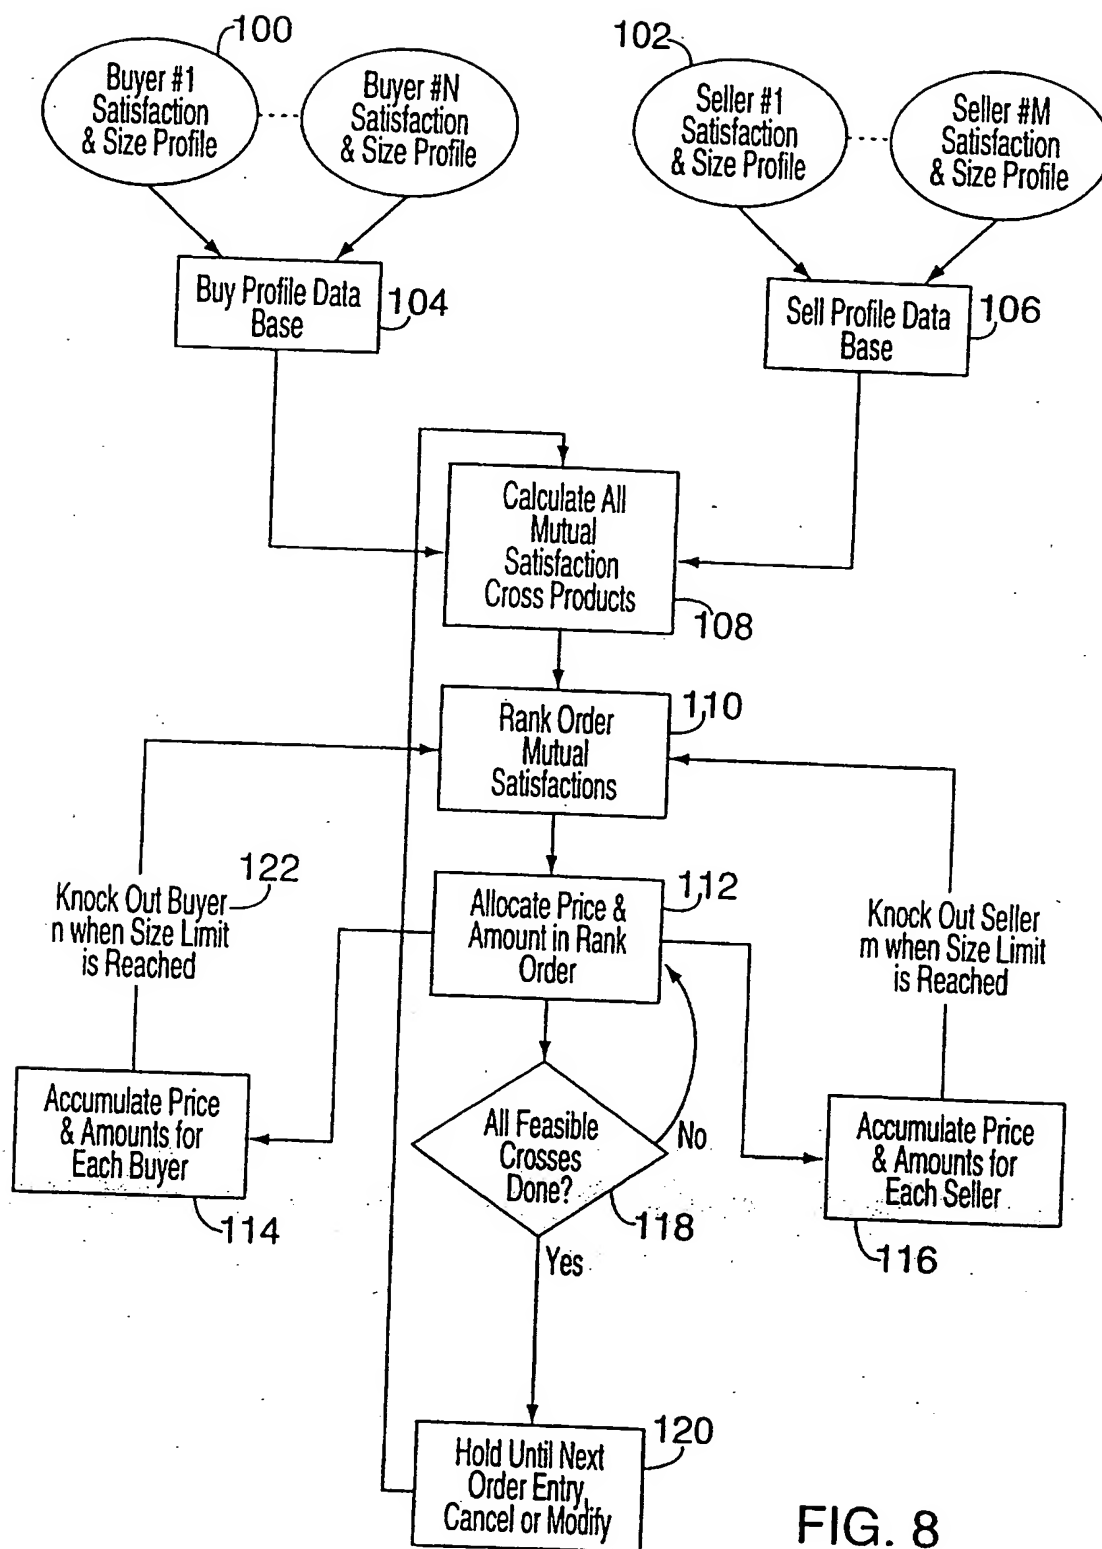 100
Buyer #1
Satisfaction
& Size Profile
Buyer #N
Satisfaction
& Size Profile
102
Seller #1
Satisfaction
& Size Profile
Seller #M
Satisfaction
& Size Profile
Buy Profile Data
Base
104
Sell Profile Data
Base
106
Calculate All
Mutual
Satisfaction
Cross Products
108
Rank Order
Mutual
Satisfactions
110
Knock Out Buyer
n when Size Limit
is Reached
122
Allocate Price &
Amount in Rank
Order
112
Knock Out Seller
m when Size Limit
is Reached
Accumulate Price
& Amounts for
Each Buyer
114
All Feasible
Crosses
Done?
No
118
Yes
Accumulate Price
& Amounts for
Each Seller
116
Hold Until Next
Order Entry,
Cancel or Modify
120
FIG. 8